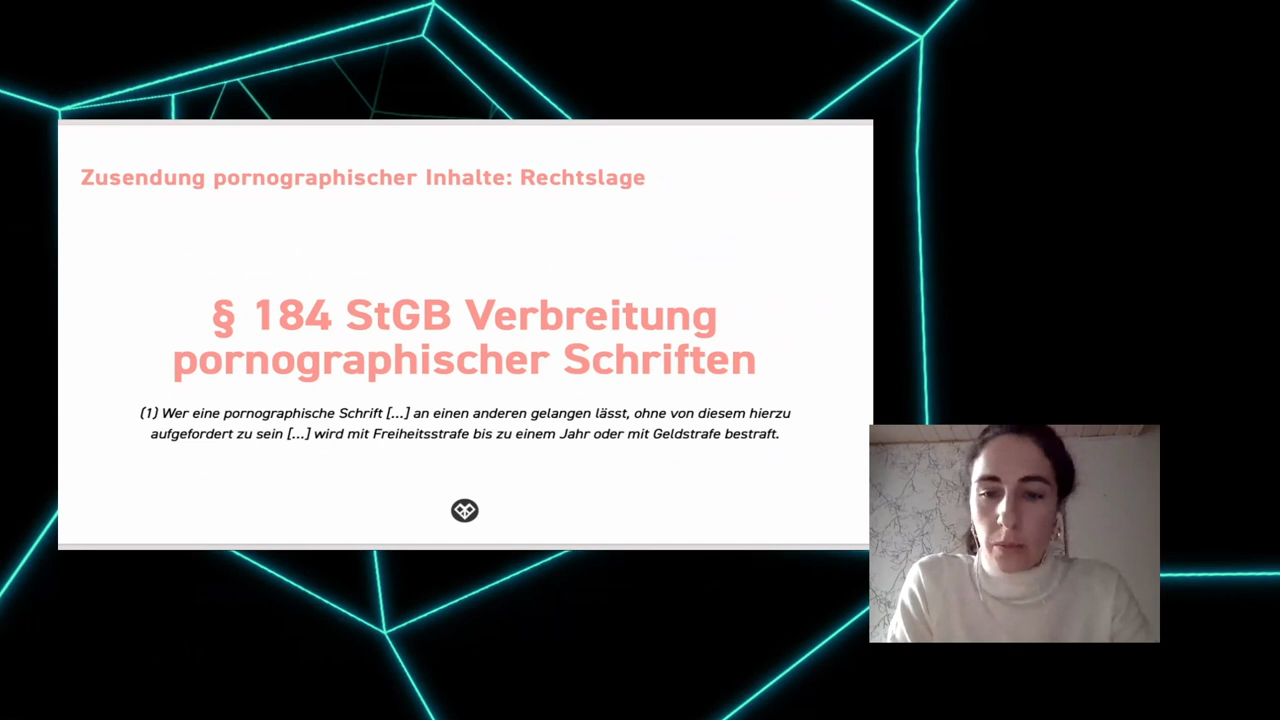 Zusendung pornographischer Inhalte: Rechtslage
§ 184 StGB Verbreitung
pornographischer Schriften
(1) Wer eine pornographische Schrift [...] an einen anderen gelangen lässt, ohne von diesem hierzu
aufgefordert zu sein [...] wird mit Freiheitsstrafe bis zu einem Jahr oder mit Geldstrafe bestraft.